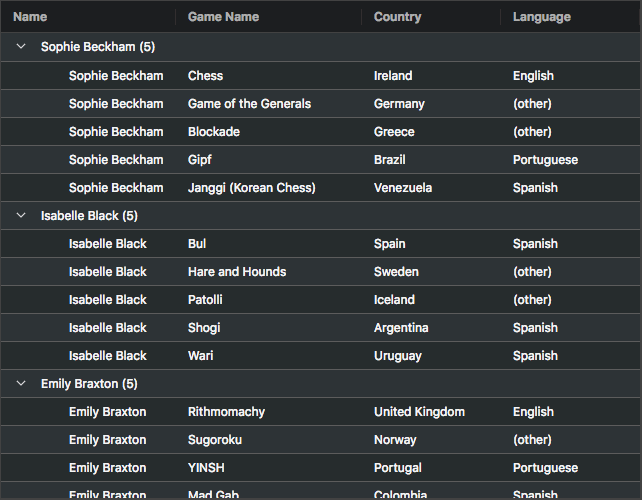 Name Game Name Country Language
Sophie Beckham (5)
Sophie Beckham Chess Ireland English
Sophie Beckham Game of the Generals Germany (other)
Sophie Beckham Blockade Greece (other)
Sophie Beckham Gipf Brazil Portuguese
Sophie Beckham Janggi (Korean Chess) Venezuela Spanish
Isabelle Black (5)
Isabelle Black Bul Spain Spanish
Isabelle Black Hare and Hounds Sweden (other)
Isabelle Black Patolli Iceland (other)
Isabelle Black Shogi Argentina Spanish
Isabelle Black Wari Uruguay Spanish
Emily Braxton (5)
Emily Braxton Rithmomachy United Kingdom English
Emily Braxton Sugoroku Norway (other)
Emily Braxton YINSH Portugal Portuguese
Emily Braxton Mad Gab Colombia Spanish